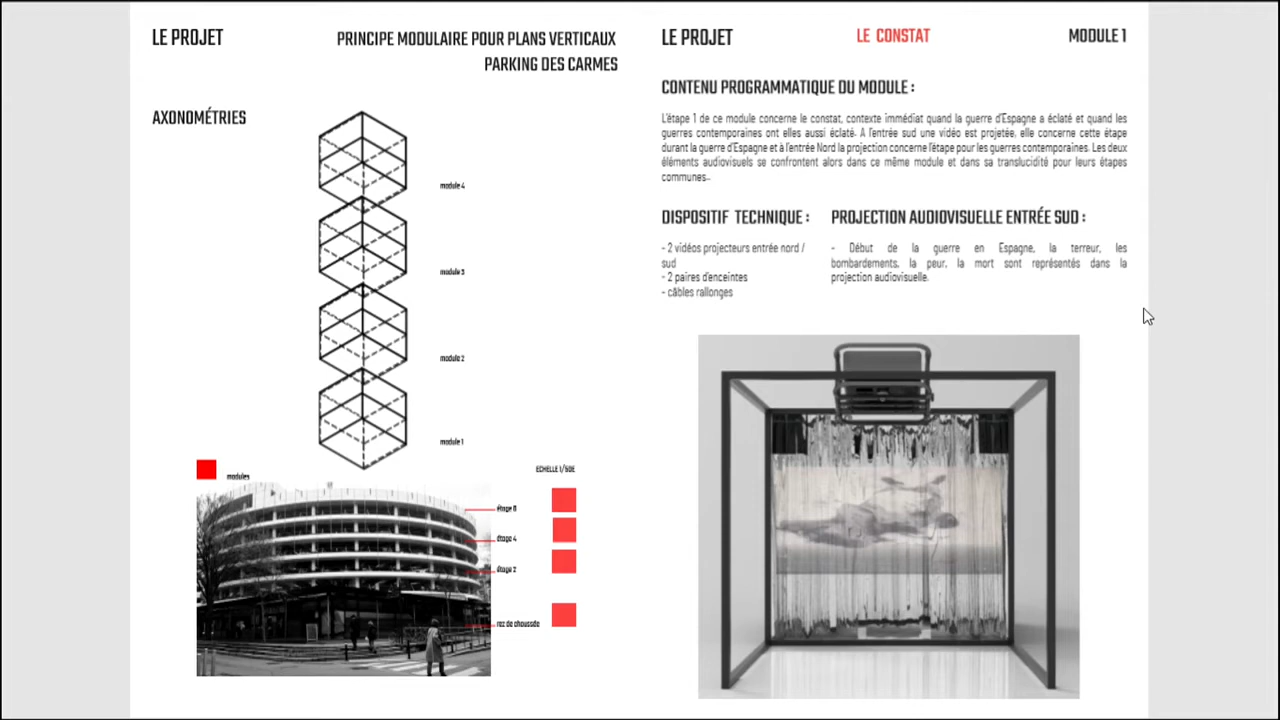 LE PROJET
PRINCIPE MODULAIRE POUR PLANS VERTICAUX
PARKING DES CARMES
AXONOMÉTRIES
module 4
module 3
module 2
module 1
modules
ECHELLE 1/50E
étage 6
étage 4
étage 2
rez de chaussée
LE PROJET
LE CONSTAT
MODULE 1
CONTENU PROGRAMMATIQUE DU MODULE :
L'étape 1 de ce module concerne le constat, contexte immédiat quand la guerre d'Espagne a éclaté et quand les
guerres contemporaines ont elles aussi éclaté. A l'entrée sud une vidéo est projetée, elle concerne cette étape
durant la guerre d'Espagne et à l'entrée Nord la projection concerne l'étape pour les guerres contemporaines. Les deux
éléments audiovisuels se confrontent alors dans ce même module et dans sa translucidité pour leurs étapes
communes..
DISPOSITIF TECHNIQUE :
- 2 vidéos projecteurs entrée nord /
sud
- 2 paires d'enceintes
- câbles rallonges
PROJECTION AUDIOVISUELLE ENTRÉE SUD :
- Début de la guerre en Espagne, la terreur, les
bombardements, la peur, la mort sont représentés dans la
projection audiovisuelle.